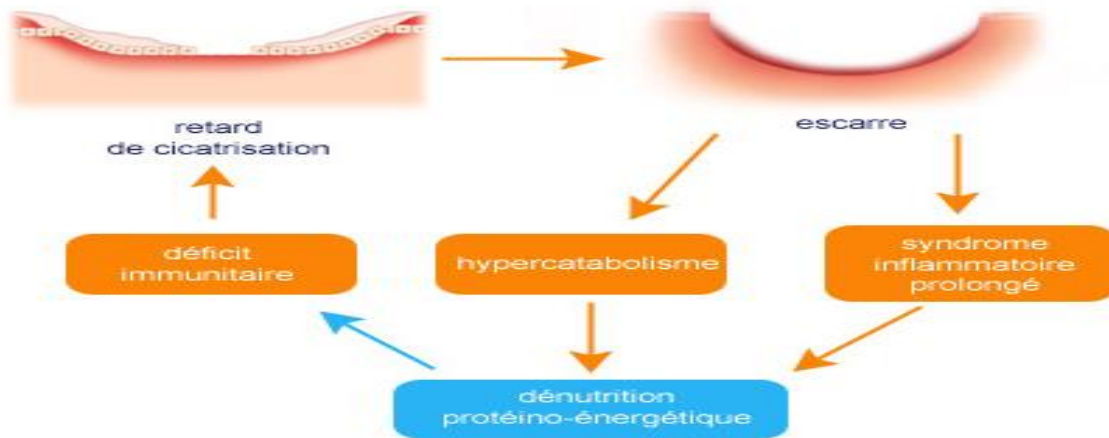 retard
de cicatrisation
escarre
déficit
immunitaire
hypercatabolisme
syndrome
inflammatoire
prolongé
dénutrition
protéino-énergétique